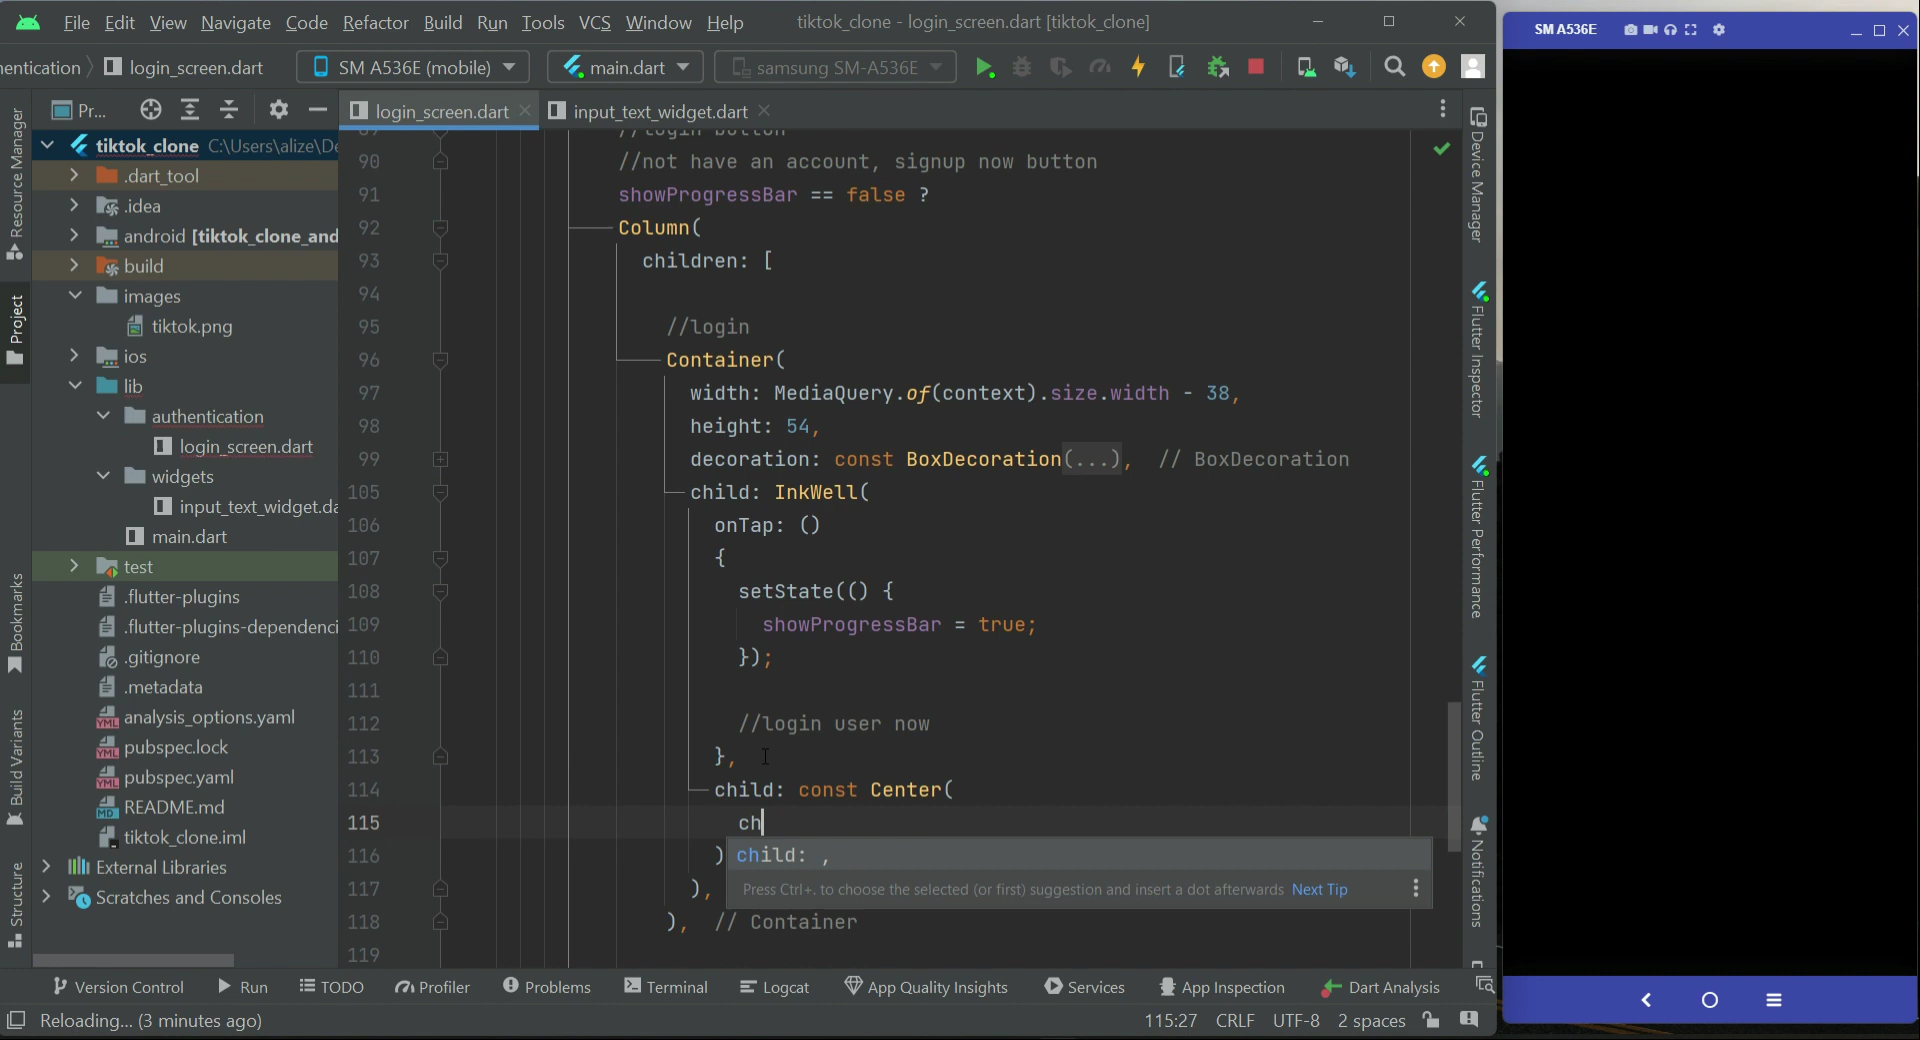 File Edit View Navigate Code Refactor Build Run Tools VCS Window Help tiktok_clone - login_screen.dart [tiktok_clone]
SM A536E
entication login_screen.dart SM A536E (mobile) main.dart samsung SM-A536E
Pr... login_screen.dart input_text_widget.dart
Resource Manager
Project
Bookmarks
Build Variants
Structure
tiktok_clone C:\Users\alize\De
.dart_tool
.idea
android [tiktok_clone_and
build
images
tiktok.png
ios
lib
authentication
login_screen.dart
widgets
input_text_widget.da
main.dart
test
.flutter-plugins
.flutter-plugins-dependenci
.gitignore
.metadata
analysis_options.yaml
pubspec.lock
pubspec.yaml
README.md
tiktok_clone.iml
External Libraries
Scratches and Consoles
89 //login button
90 //not have an account, signup now button
91 showProgressBar == false ?
92 Column(
93 children: [
94
95 //login
96 Container(
97 width: MediaQuery.of(context).size.width - 38,
98 height: 54,
99 decoration: const BoxDecoration(...), // BoxDecoration
105 child: InkWell(
106 onTap: ()
107 {
108 setState(() {
109 showProgressBar = true;
110 });
111
112 //login user now
113 },
114 child: const Center(
115 ch
116 )
child: ,
Press Ctrl+. to choose the selected (or first) suggestion and insert a dot afterwards Next Tip
117 ),
118 ), // Container
119
Device Manager
Flutter Inspector
Flutter Performance
Flutter Outline
Notifications
Version Control Run TODO Profiler Problems Terminal Logcat App Quality Insights Services App Inspection Dart Analysis
Reloading... (3 minutes ago) 115:27 CRLF UTF-8 2 spaces